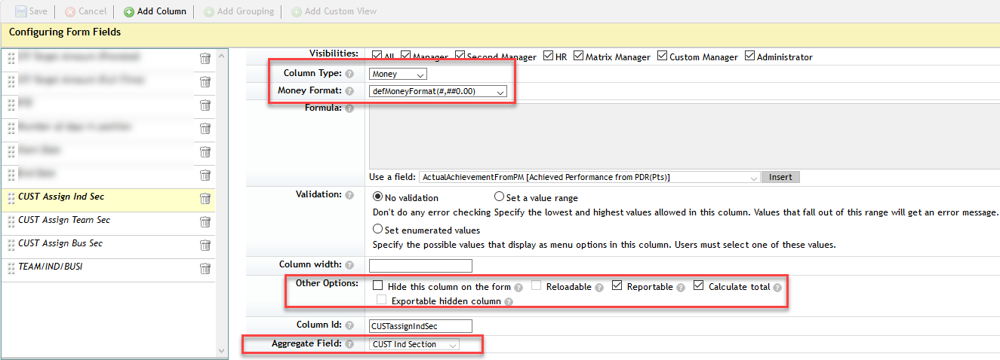 Save Cancel Add Column Add Grouping Add Custom View
Configuring Form Fields
Visibilities: All Manager Second Manager HR Matrix Manager Custom Manager Administrator
Column Type: Money
Money Format: defMoneyFormat(#,##0.00)
Formula:
Use a field: ActualAchievementFromPM [Achieved Performance from PDR(Pts)] Insert
CUST Assign Ind Sec
CUST Assign Team Sec
CUST Assign Bus Sec
TEAM/IND/BUSI
Validation: No validation Set a value range
Don't do any error checking Specify the lowest and highest values allowed in this column. Values that fall out of this range will get an error message.
Set enumerated values
Specify the possible values that display as menu options in this column. Users must select one of these values.
Column width:
Other Options: Hide this column on the form Reloadable Reportable Calculate total
Exportable hidden column
Column Id: CUSTassignIndSec
Aggregate Field: CUST Ind Section